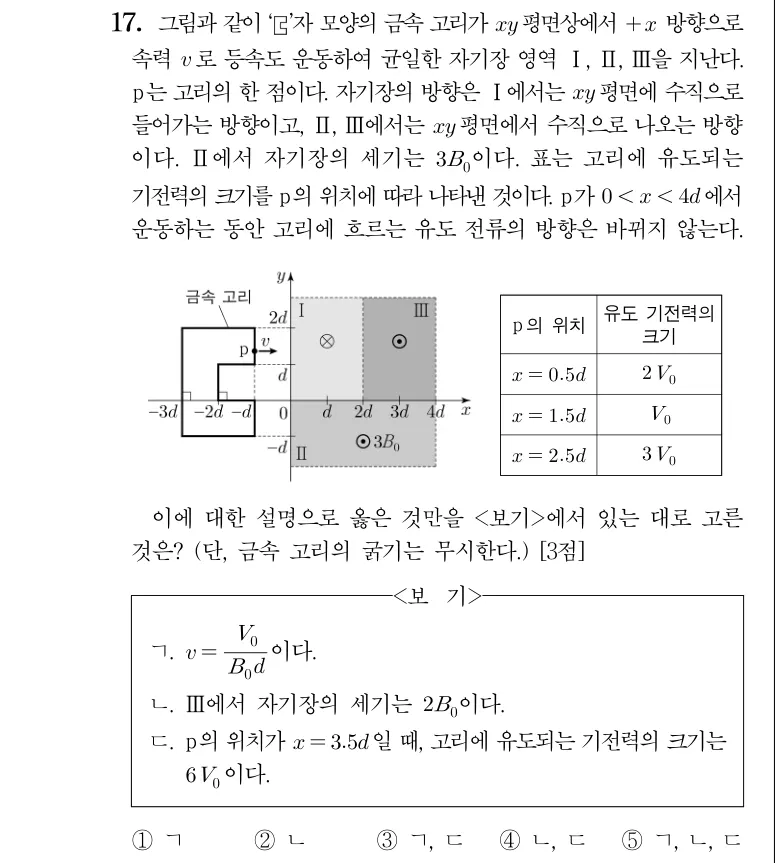 17. 그림과 같이 ‘ㄷ’자 모양의 금속 고리가 xy평면상에서 +x 방향으로
속력 v로 등속도 운동하여 균일한 자기장 영역 Ⅰ, Ⅱ, Ⅲ을 지난다.
p는 고리의 한 점이다. 자기장의 방향은 Ⅰ에서는 xy평면에 수직으로
들어가는 방향이고, Ⅱ, Ⅲ에서는 xy평면에서 수직으로 나오는 방향
이다. Ⅱ에서 자기장의 세기는 3B₀이다. 표는 고리에 유도되는
기전력의 크기를 p의 위치에 따라 나타낸 것이다. p가 0 < x < 4d에서
운동하는 동안 고리에 흐르는 유도 전류의 방향은 바뀌지 않는다.
y
금속 고리
2d Ⅰ Ⅲ
p v
d
-3d -2d -d 0 d 2d 3d 4d x
-d Ⅱ 3B₀
p의 위치 유도 기전력의 크기
x = 0.5d 2V₀
x = 1.5d V₀
x = 2.5d 3V₀
이에 대한 설명으로 옳은 것만을 <보기>에서 있는 대로 고른
것은? (단, 금속 고리의 굵기는 무시한다.) [3점]
<보 기>
ㄱ. v = V₀/B₀d 이다.
ㄴ. Ⅲ에서 자기장의 세기는 2B₀이다.
ㄷ. p의 위치가 x = 3.5d일 때, 고리에 유도되는 기전력의 크기는
6V₀이다.
① ㄱ ② ㄴ ③ ㄱ, ㄷ ④ ㄴ, ㄷ ⑤ ㄱ, ㄴ, ㄷ